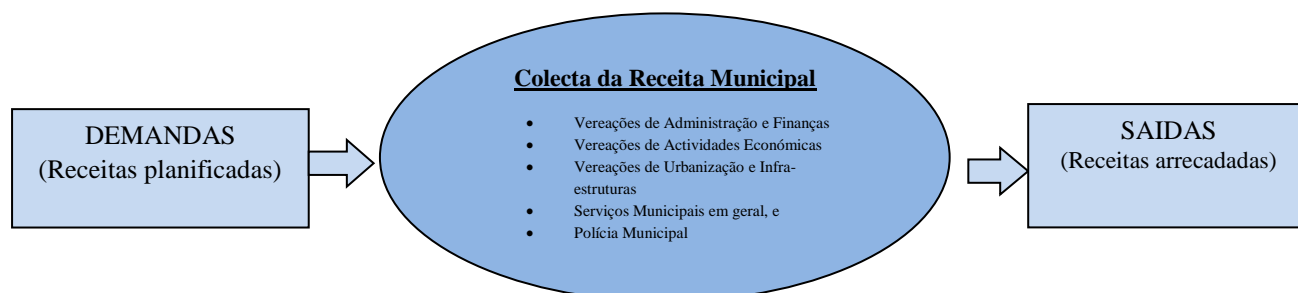 DEMANDAS
(Receitas planificadas)
Colecta da Receita Municipal
• Vereações de Administração e Finanças
• Vereações de Actividades Económicas
• Vereações de Urbanização e Infra-
estruturas
• Serviços Municipais em geral, e
• Polícia Municipal
SAIDAS
(Receitas arrecadadas)